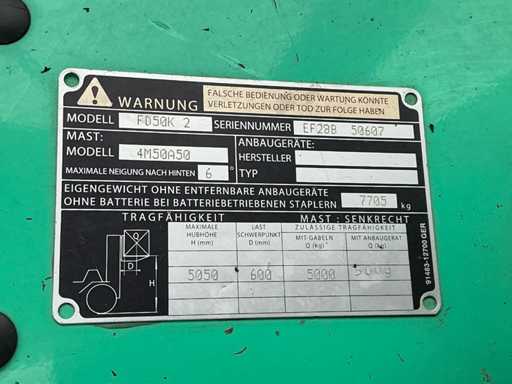 WARNUNG
FALSCHE BEDIENUNG ODER WARTUNG KÖNNTE
VERLETZUNGEN ODER TOD ZUR FOLGE HABEN
MODELL FD50K 2 SERIENNUMMER EF28B 50607
MAST: ANBAUGERÄTE:
MODELL 4M50A50 HERSTELLER
MAXIMALE NEIGUNG NACH HINTEN 6 ° TYP
EIGENGEWICHT OHNE ENTFERNBARE ANBAUGERÄTE
OHNE BATTERIE BEI BATTERIEBETRIEBENEN STAPLERN 7705 kg
TRAGFÄHIGKEIT MAST: SENKRECHT
MAXIMALE HUBHÖHE H (mm)
LAST SCHWERPUNKT D (mm)
ZULÄSSIGE TRAGFÄHIGKEIT
MIT-GABELN Q (kg)
MIT ANBAUGERÄT Q (kg)
Q
D
H
5050 600 5000
91483-12700 GER